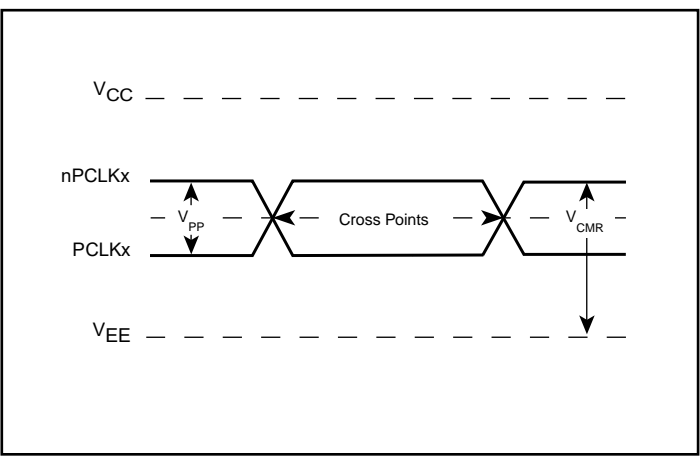 VCC
nPCLKx
VPP
Cross Points
VCMR
PCLKx
VEE